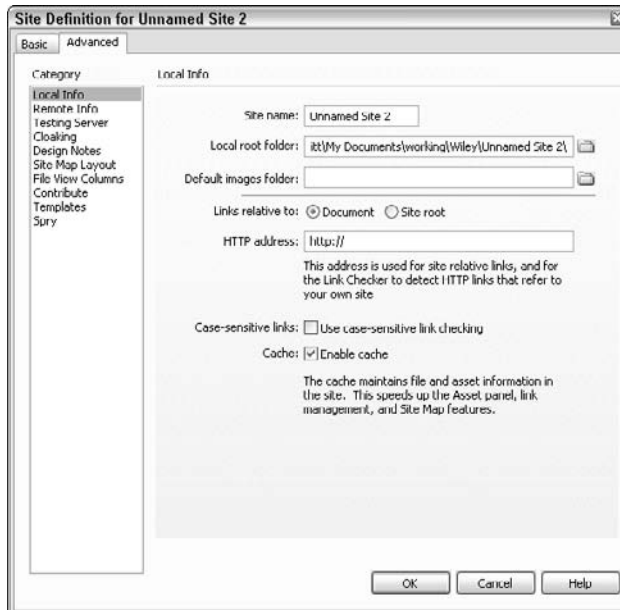 Site Definition for Unnamed Site 2
Basic
Advanced
Category
Local Info
Remote Info
Testing Server
Cloaking
Design Notes
Site Map Layout
File View Columns
Contribute
Templates
Spry
Local Info
Site name: Unnamed Site 2
Local root folder: itt\My Documents\working\Wiley\Unnamed Site 2\
Default images folder:
Links relative to: Document Site root
HTTP address: http://
This address is used for site relative links, and for
the Link Checker to detect HTTP links that refer to
your own site
Case-sensitive links: Use case-sensitive link checking
Cache: Enable cache
The cache maintains file and asset information in
the site. This speeds up the Asset panel, link
management, and Site Map features.
OK Cancel Help